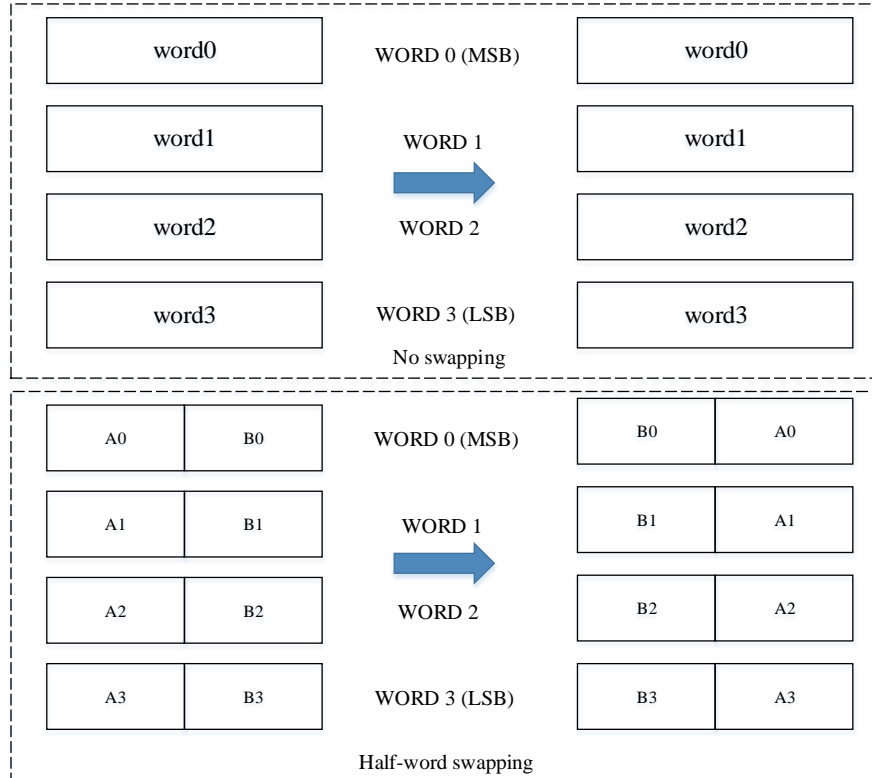 word0 WORD 0 (MSB) word0
word1 WORD 1 word1
word2 WORD 2 word2
word3 WORD 3 (LSB) word3
No swapping
A0 B0 WORD 0 (MSB) B0 A0
A1 B1 WORD 1 B1 A1
A2 B2 WORD 2 B2 A2
A3 B3 WORD 3 (LSB) B3 A3
Half-word swapping